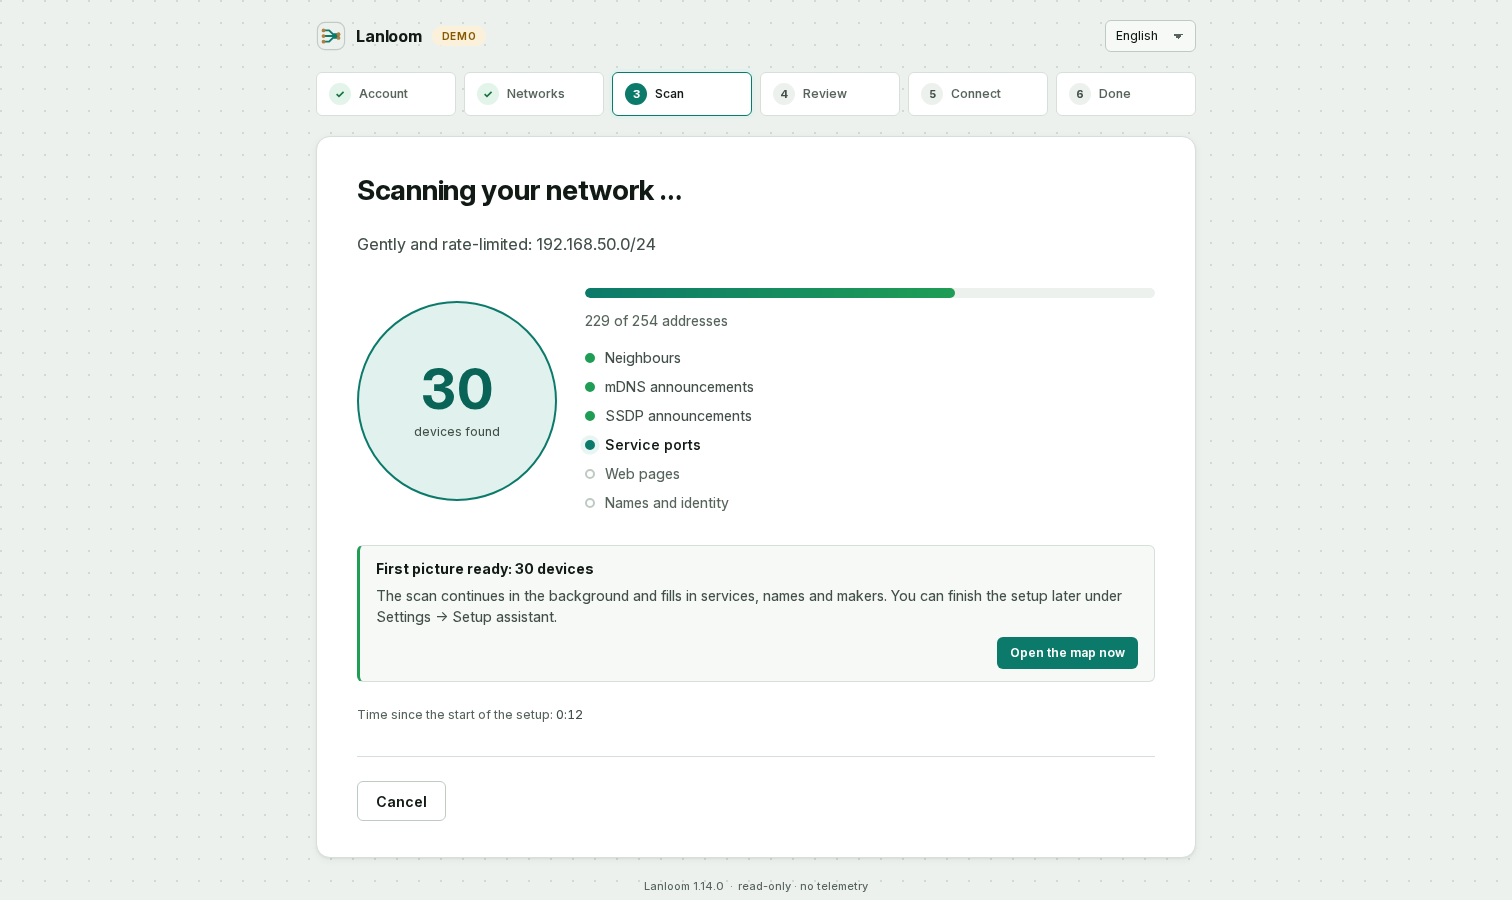 Lanloom DEMO
English
Account
Networks
3 Scan
4 Review
5 Connect
6 Done
Scanning your network ...
Gently and rate-limited: 192.168.50.0/24
30
devices found
229 of 254 addresses
Neighbours
mDNS announcements
SSDP announcements
Service ports
Web pages
Names and identity
First picture ready: 30 devices
The scan continues in the background and fills in services, names and makers. You can finish the setup later under
Settings → Setup assistant.
Open the map now
Time since the start of the setup: 0:12
Cancel
Lanloom 1.14.0 · read-only · no telemetry